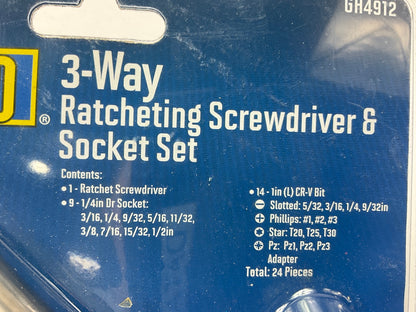 GH4912
3-Way
Ratcheting Screwdriver &
Socket Set
®
Contents:
• 1 - Ratchet Screwdriver
• 9 - 1/4in Dr Socket:
3/16, 1/4, 9/32, 5/16, 11/32,
3/8, 7/16, 15/32, 1/2in
• 14 - 1in (L) CR-V Bit
Slotted: 5/32, 3/16, 1/4, 9/32in
Phillips: #1, #2, #3
Star: T20, T25, T30
Pz: Pz1, Pz2, Pz3
Adapter
Total: 24 Pieces